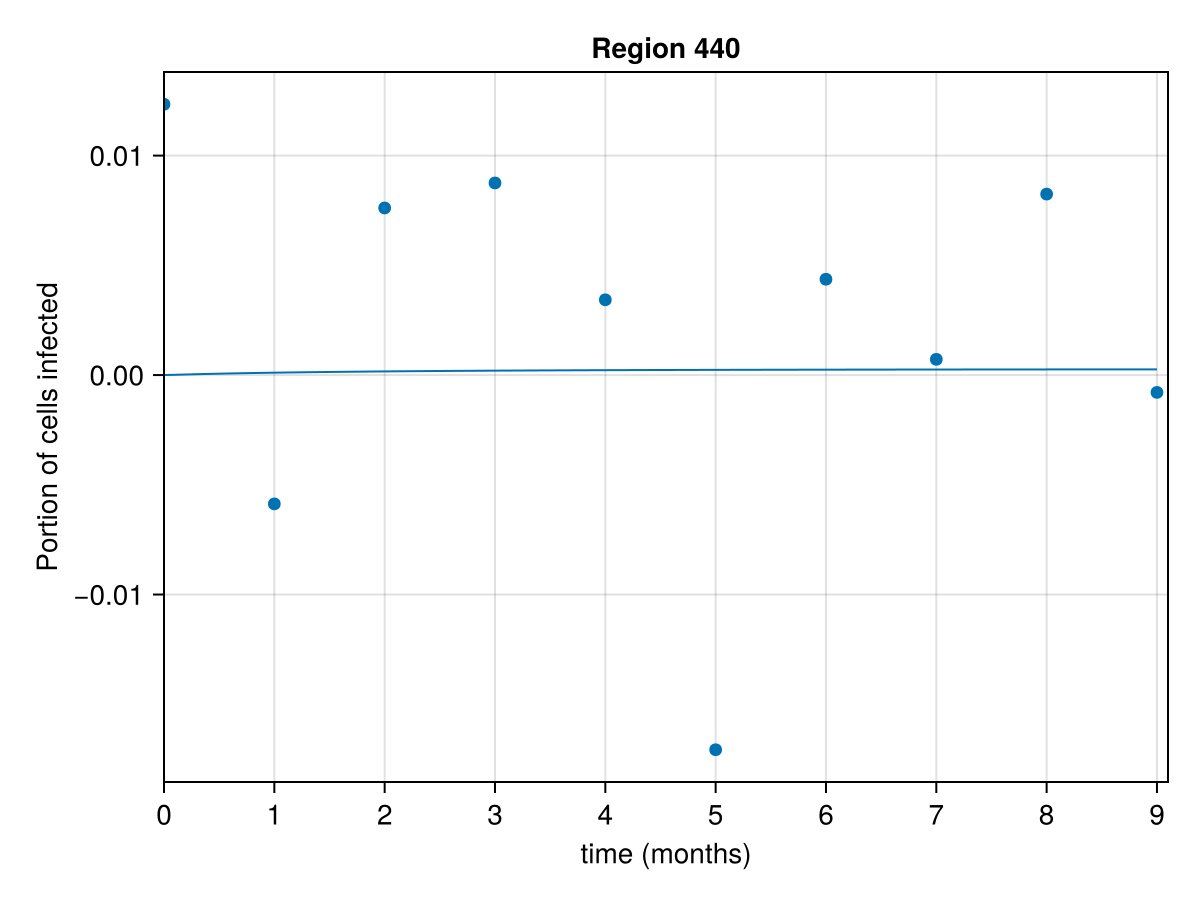 Region 440
Portion of cells infected
0.01
0.00
−0.01
0 1 2 3 4 5 6 7 8 9
time (months)